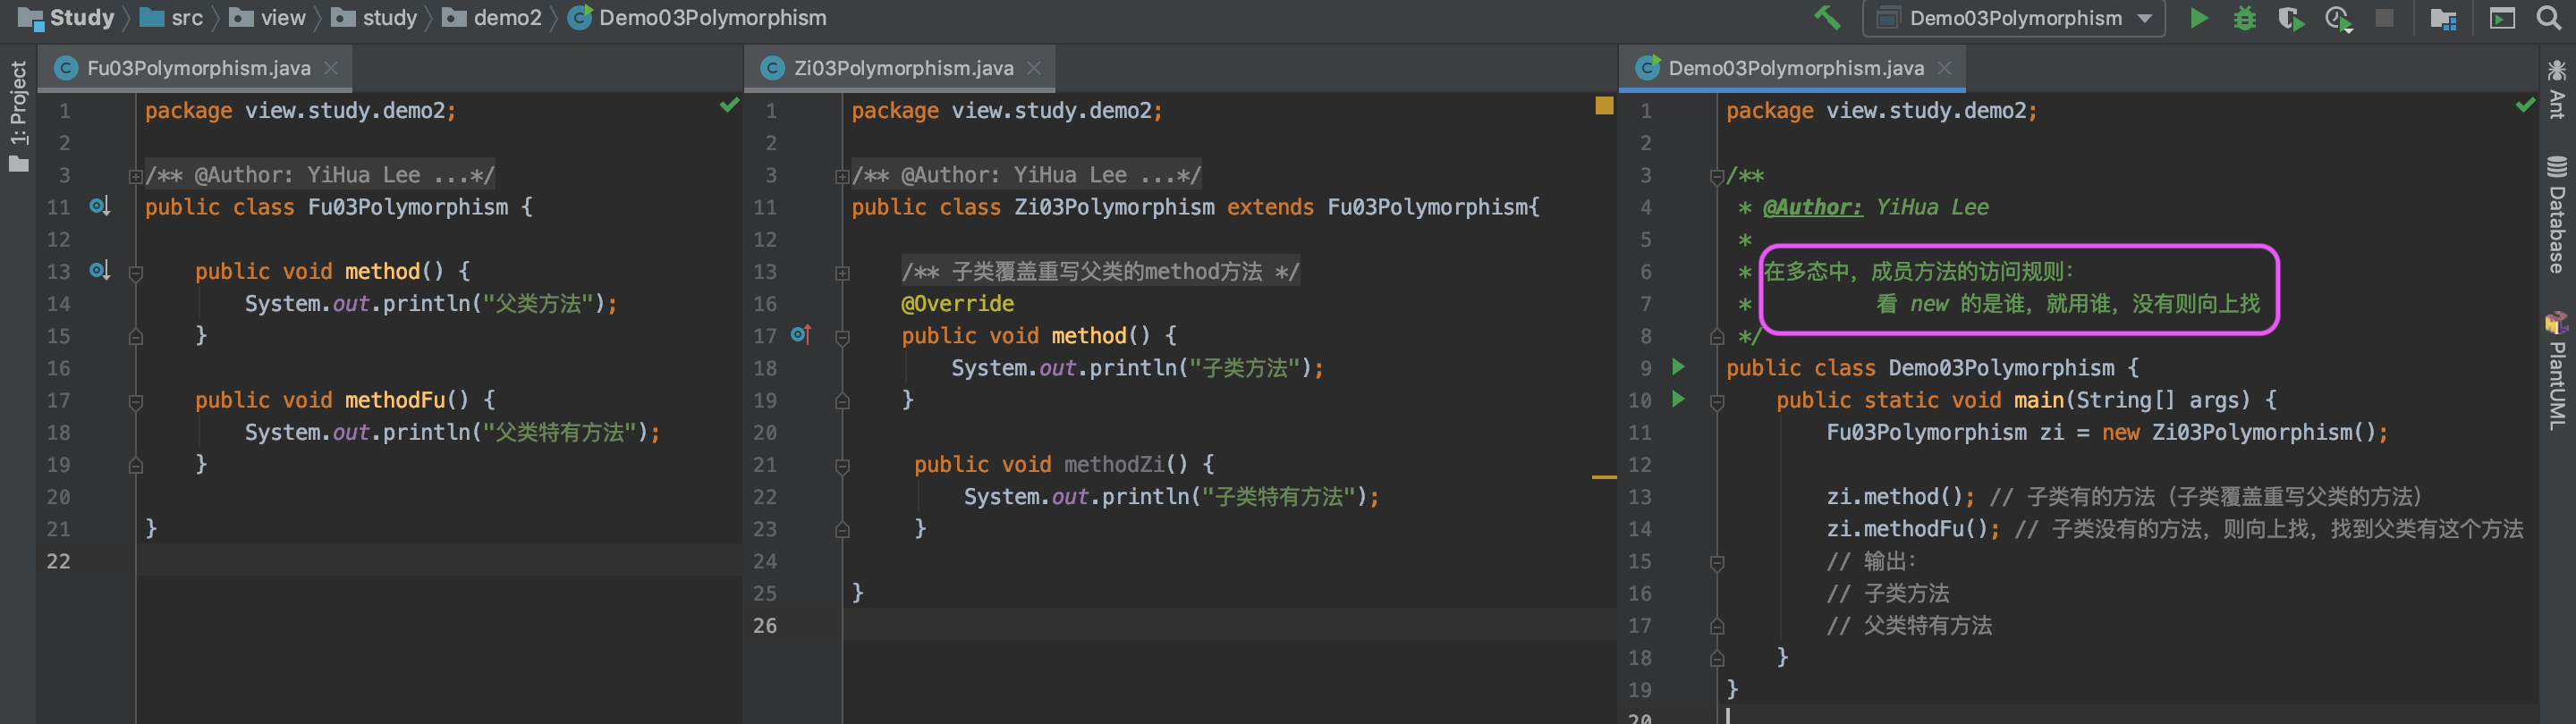 Study src view study demo2 Demo03Polymorphism
Demo03Polymorphism
1: Project
Fu03Polymorphism.java
1 package view.study.demo2;
2
3 /** @Author: YiHua Lee ...*/
11 public class Fu03Polymorphism {
12
13 public void method() {
14 System.out.println("父类方法");
15 }
16
17 public void methodFu() {
18 System.out.println("父类特有方法");
19 }
20
21 }
22
Zi03Polymorphism.java
1 package view.study.demo2;
2
3 /** @Author: YiHua Lee ...*/
11 public class Zi03Polymorphism extends Fu03Polymorphism{
12
13 /** 子类覆盖重写父类的method方法 */
16 @Override
17 public void method() {
18 System.out.println("子类方法");
19 }
20
21 public void methodZi() {
22 System.out.println("子类特有方法");
23 }
24
25 }
26
Demo03Polymorphism.java
1 package view.study.demo2;
2
3 /**
4 * @Author: YiHua Lee
5 *
6 * 在多态中，成员方法的访问规则：
7 * 看 new 的是谁，就用谁，没有则向上找
8 */
9 public class Demo03Polymorphism {
10 public static void main(String[] args) {
11 Fu03Polymorphism zi = new Zi03Polymorphism();
12
13 zi.method(); // 子类有的方法（子类覆盖重写父类的方法）
14 zi.methodFu(); // 子类没有的方法，则向上找，找到父类有这个方法
15 // 输出：
16 // 子类方法
17 // 父类特有方法
18 }
19 }
20
Ant
Database
PlantUML